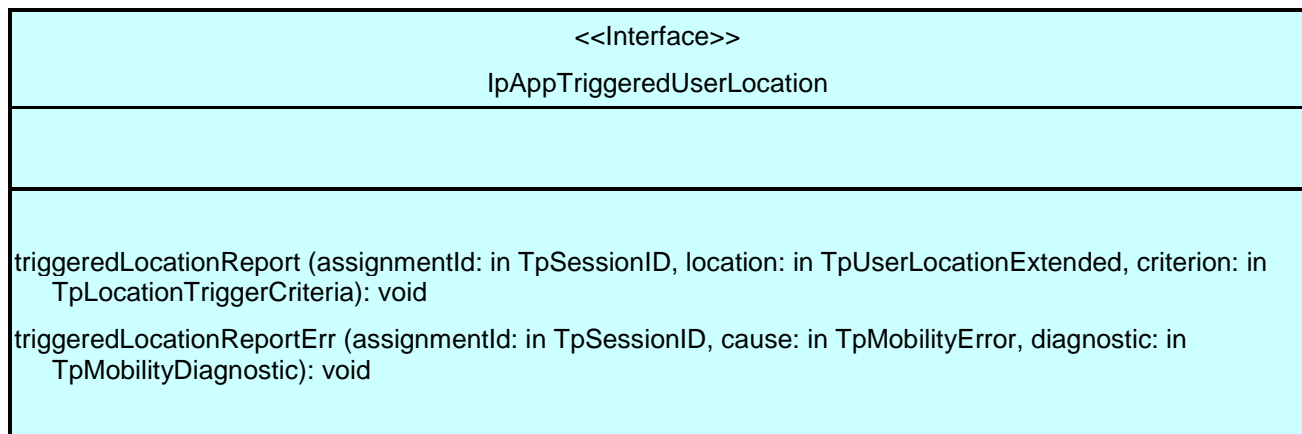 <<Interface>>
IpAppTriggeredUserLocation
triggeredLocationReport (assignmentId: in TpSessionID, location: in TpUserLocationExtended, criterion: in
TpLocationTriggerCriteria): void
triggeredLocationReportErr (assignmentId: in TpSessionID, cause: in TpMobilityError, diagnostic: in
TpMobilityDiagnostic): void